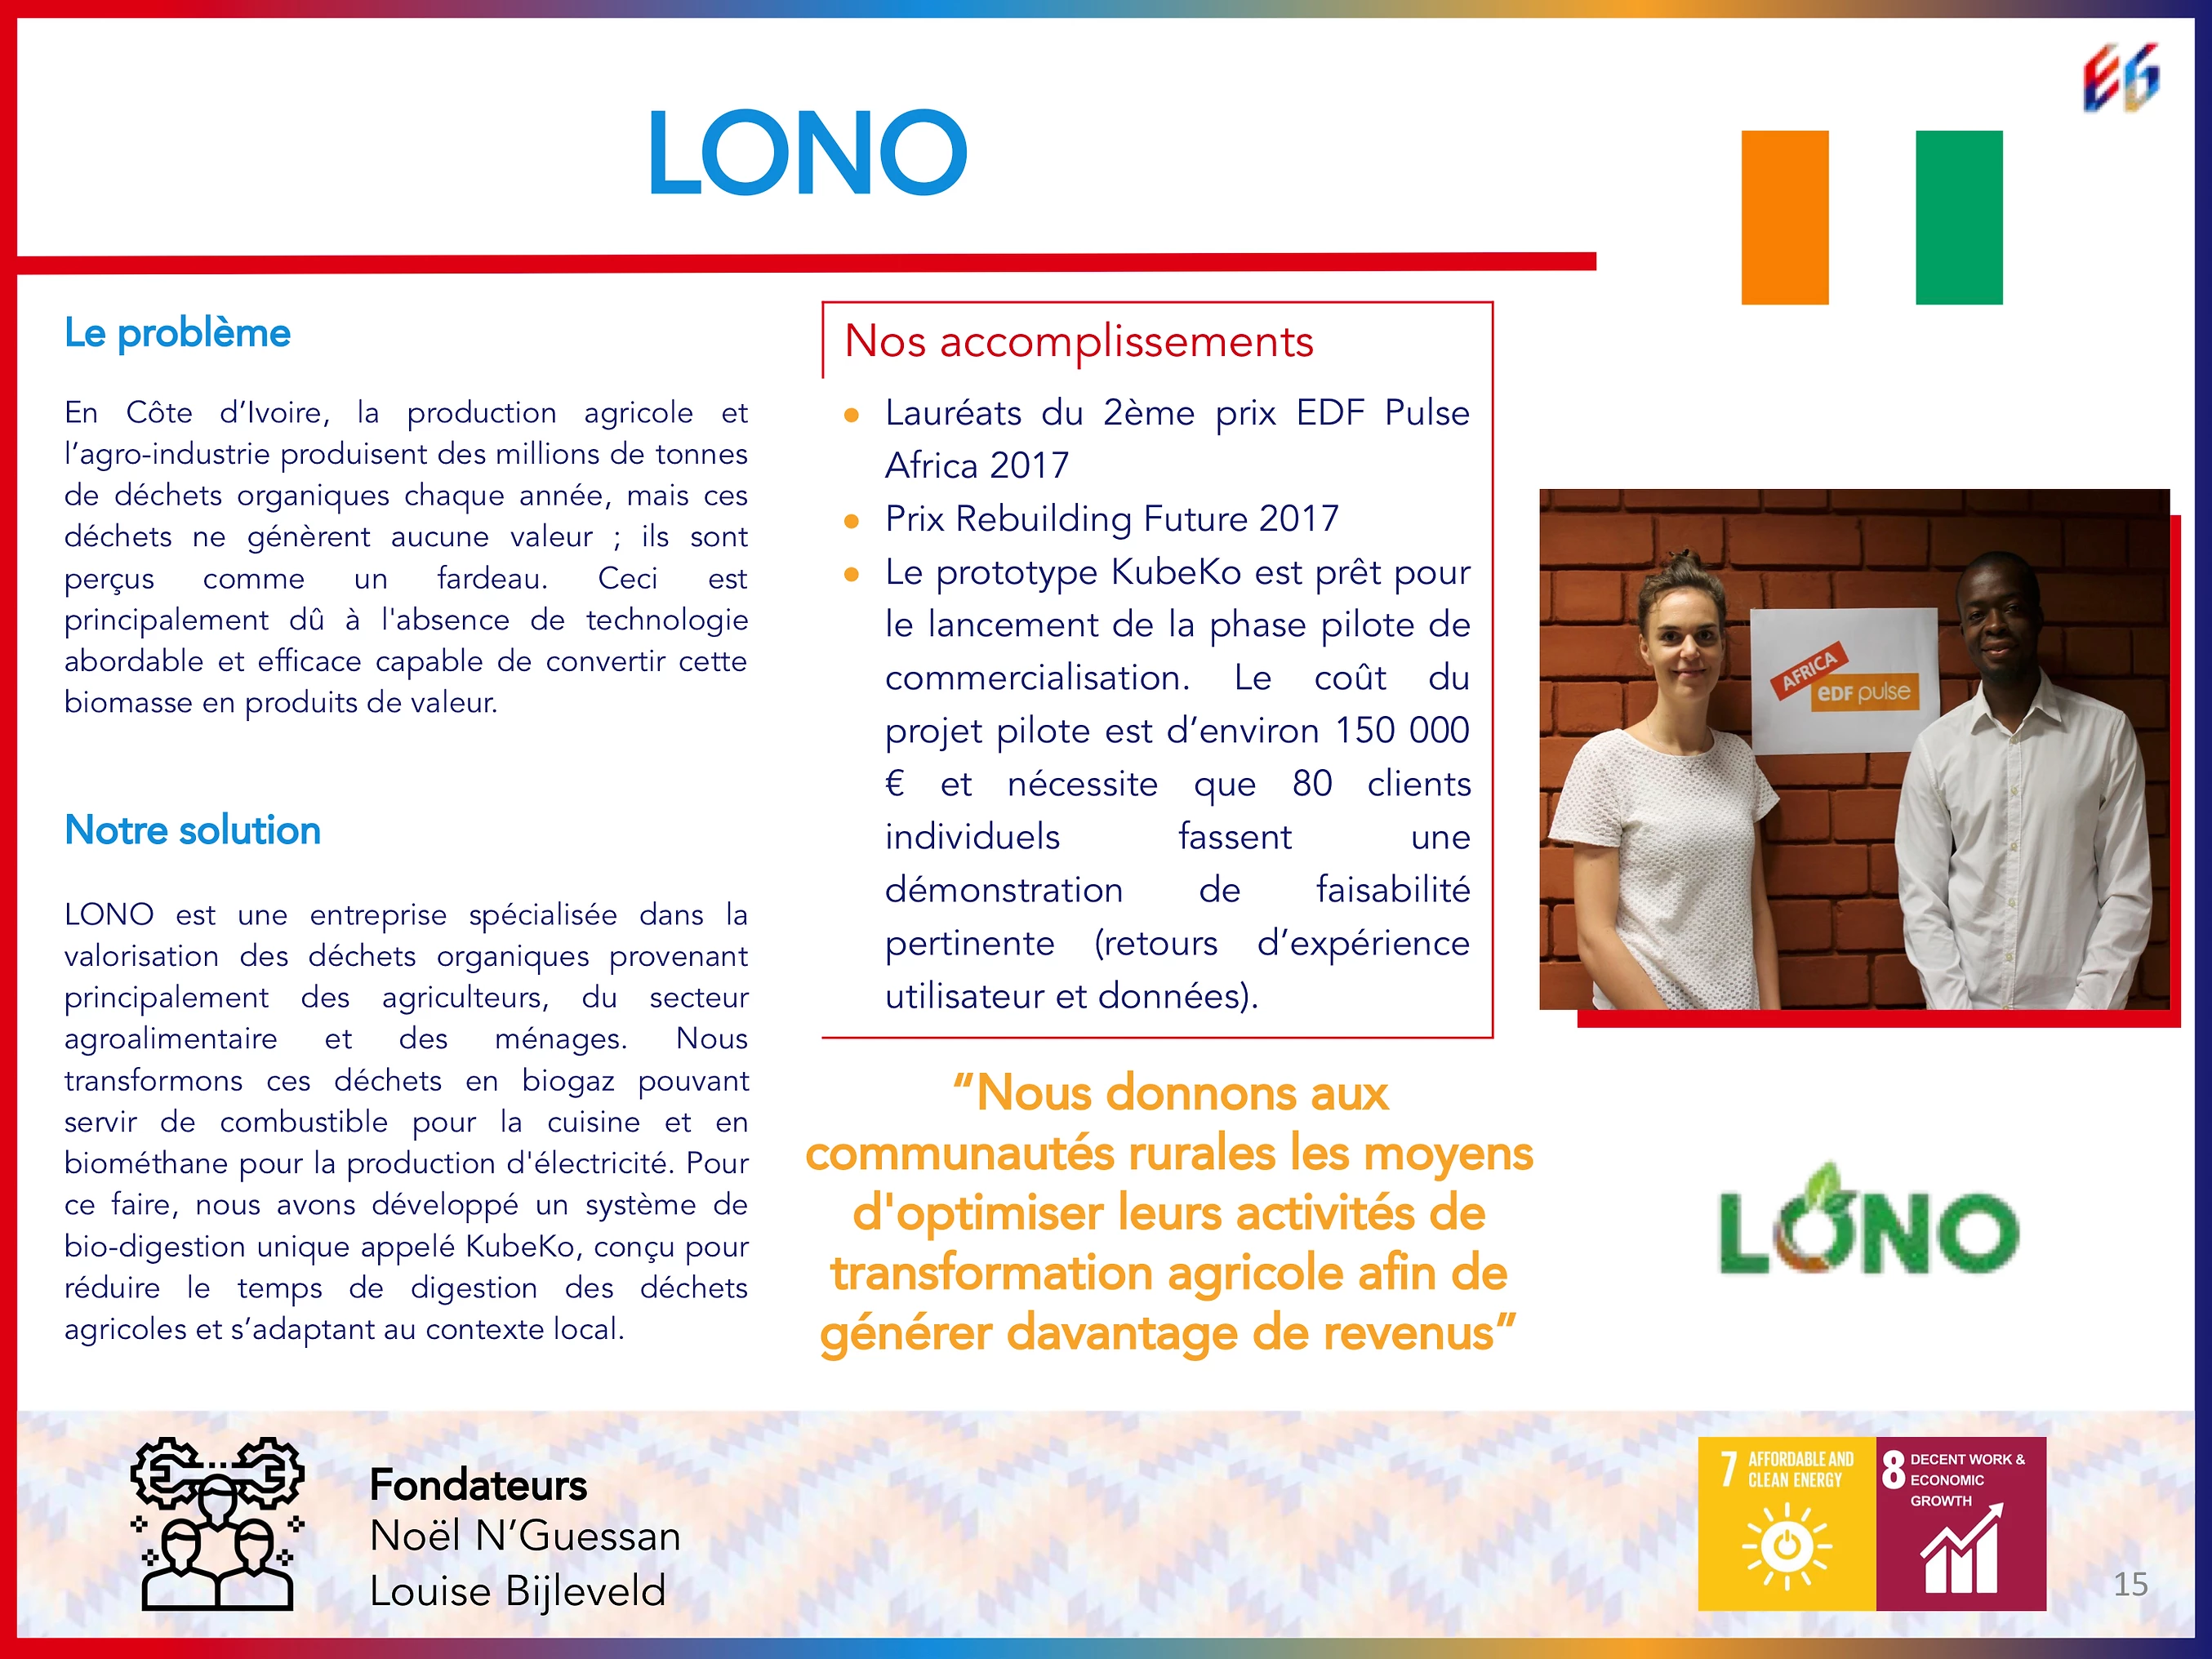 EG
LONO
Le problème
En Côte d’Ivoire, la production agricole et
l’agro-industrie produisent des millions de tonnes
de déchets organiques chaque année, mais ces
déchets ne génèrent aucune valeur ; ils sont
perçus comme un fardeau. Ceci est
principalement dû à l'absence de technologie
abordable et efficace capable de convertir cette
biomasse en produits de valeur.
Notre solution
LONO est une entreprise spécialisée dans la
valorisation des déchets organiques provenant
principalement des agriculteurs, du secteur
agroalimentaire et des ménages. Nous
transformons ces déchets en biogaz pouvant
servir de combustible pour la cuisine et en
biométhane pour la production d'électricité. Pour
ce faire, nous avons développé un système de
bio-digestion unique appelé KubeKo, conçu pour
réduire le temps de digestion des déchets
agricoles et s’adaptant au contexte local.
Nos accomplissements
Lauréats du 2ème prix EDF Pulse
Africa 2017
Prix Rebuilding Future 2017
Le prototype KubeKo est prêt pour
le lancement de la phase pilote de
commercialisation. Le coût du
projet pilote est d’environ 150 000
€ et nécessite que 80 clients
individuels fassent une
démonstration de faisabilité
pertinente (retours d’expérience
utilisateur et données).
“Nous donnons aux
communautés rurales les moyens
d'optimiser leurs activités de
transformation agricole afin de
générer davantage de revenus”
AFRICA
eDF pulse
LONO
Fondateurs
Noël N’Guessan
Louise Bijleveld
7 AFFORDABLE AND
CLEAN ENERGY
8 DECENT WORK &
ECONOMIC
GROWTH
15